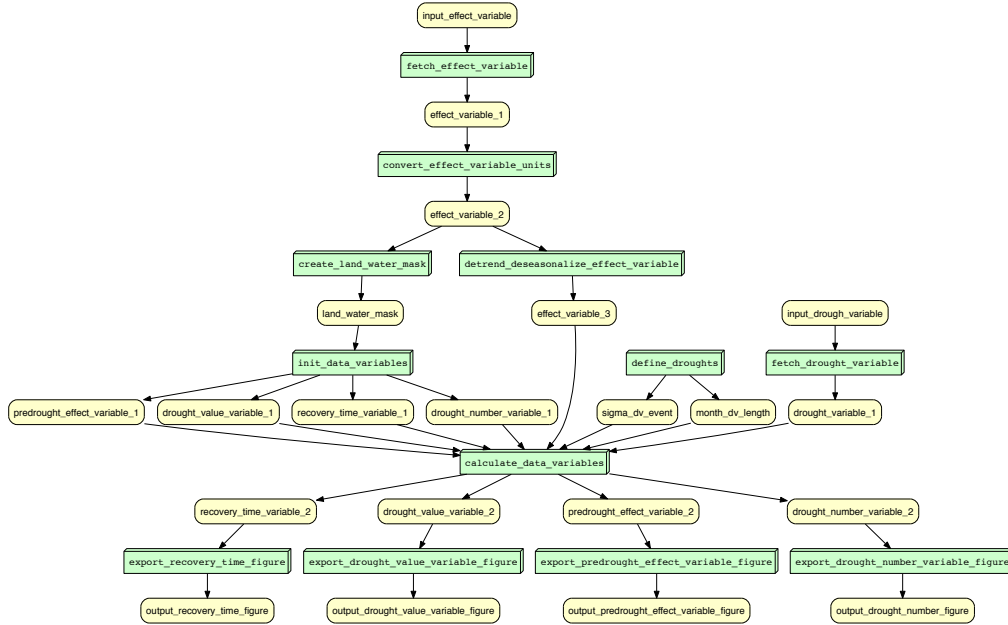 input_effect_variable
fetch_effect_variable
effect_variable_1
convert_effect_variable_units
effect_variable_2
create_land_water_mask
detrend_deseasonalize_effect_variable
land_water_mask
effect_variable_3
input_drough_variable
init_data_variables
define_droughts
fetch_drought_variable
predrought_effect_variable_1
drought_value_variable_1
recovery_time_variable_1
drought_number_variable_1
sigma_dv_event
month_dv_length
drought_variable_1
calculate_data_variables
recovery_time_variable_2
drought_value_variable_2
predrought_effect_variable_2
drought_number_variable_2
export_recovery_time_figure
export_drought_value_variable_figure
export_predrought_effect_variable_figure
export_drought_number_variable_figure
output_recovery_time_figure
output_drought_value_variable_figure
output_predrought_effect_variable_figure
output_drought_number_figure